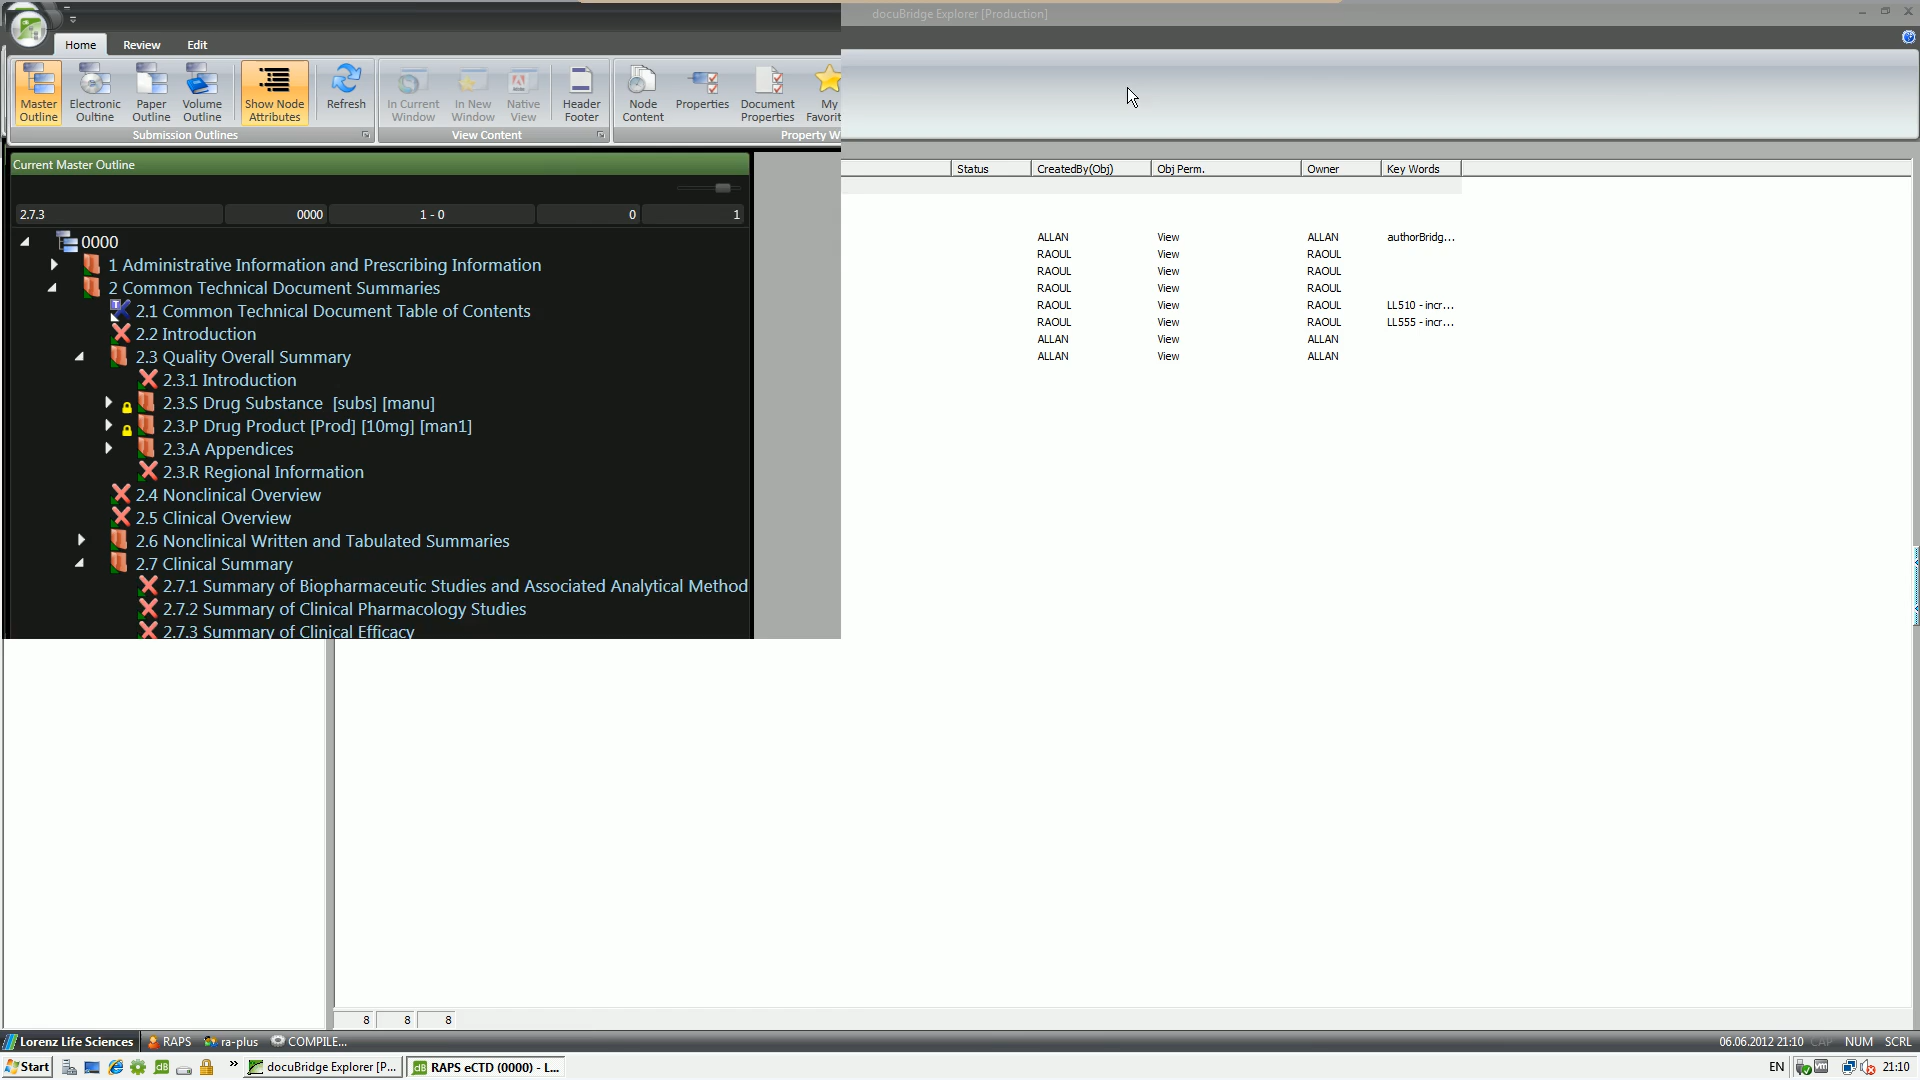 docuBridge Explorer [Production]
Home Review Edit
Master Outline
Electronic Outline
Paper Outline
Volume Outline
Show Node Attributes
Refresh
In Current Window
In New Window
Native View
Header Footer
Node Content
Properties
Document Properties
My Favorit
Submission Outlines
View Content
Property W
Current Master Outline
2.7.3 0000 1 - 0 0 1
0000
1 Administrative Information and Prescribing Information
2 Common Technical Document Summaries
2.1 Common Technical Document Table of Contents
2.2 Introduction
2.3 Quality Overall Summary
2.3.1 Introduction
2.3.S Drug Substance [subs] [manu]
2.3.P Drug Product [Prod] [10mg] [man1]
2.3.A Appendices
2.3.R Regional Information
2.4 Nonclinical Overview
2.5 Clinical Overview
2.6 Nonclinical Written and Tabulated Summaries
2.7 Clinical Summary
2.7.1 Summary of Biopharmaceutic Studies and Associated Analytical Method
2.7.2 Summary of Clinical Pharmacology Studies
2.7.3 Summary of Clinical Efficacy
Status CreatedBy(Obj) Obj Perm. Owner Key Words
ALLAN View ALLAN authorBridg...
RAOUL View RAOUL
RAOUL View RAOUL
RAOUL View RAOUL
RAOUL View RAOUL LL510 - incr...
RAOUL View RAOUL LL555 - incr...
ALLAN View ALLAN
ALLAN View ALLAN
8 8 8
Lorenz Life Sciences RAPS ra-plus COMPILE... 06.06.2012 21:10 CAP NUM SCRL
Start dB » docuBridge Explorer [P... dB RAPS eCTD (0000) - L... EN 21:10